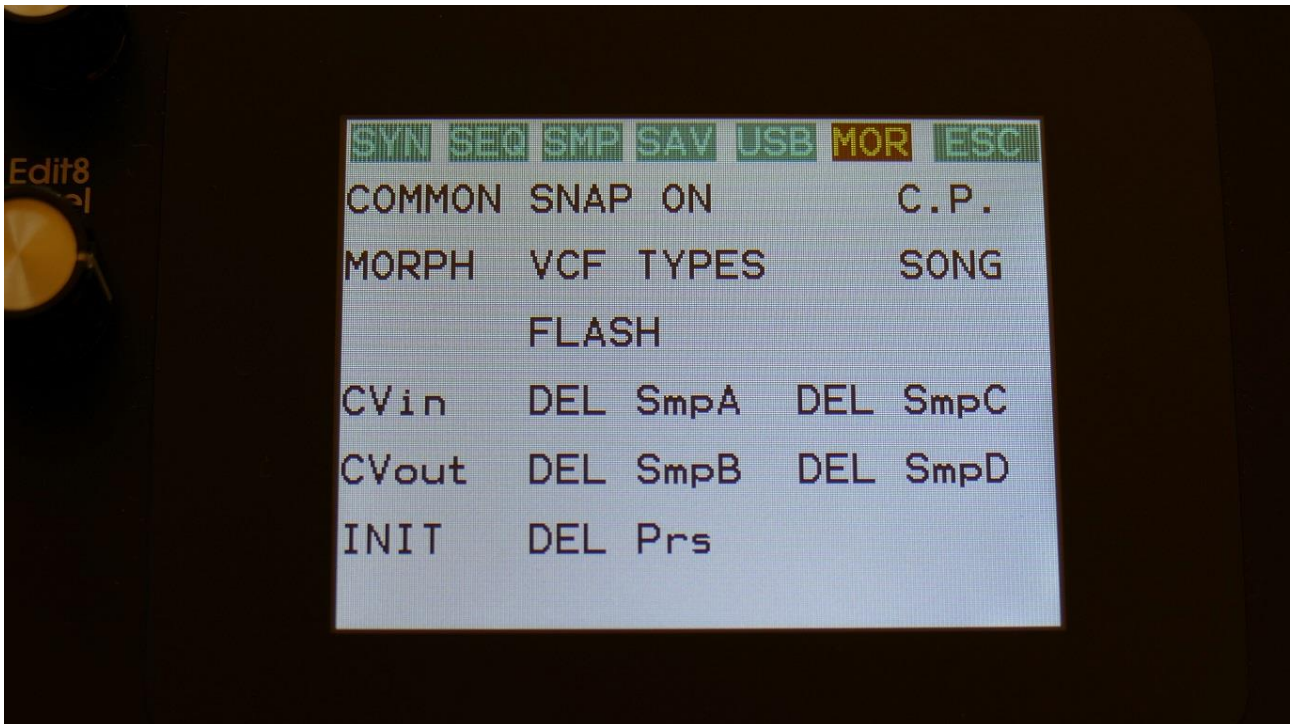 SYN SEQ SMP SAV USB MOR ESC
Edit8
COMMON SNAP ON C.P.
MORPH VCF TYPES SONG
FLASH
CVin DEL SmpA DEL SmpC
CVout DEL SmpB DEL SmpD
INIT DEL Prs